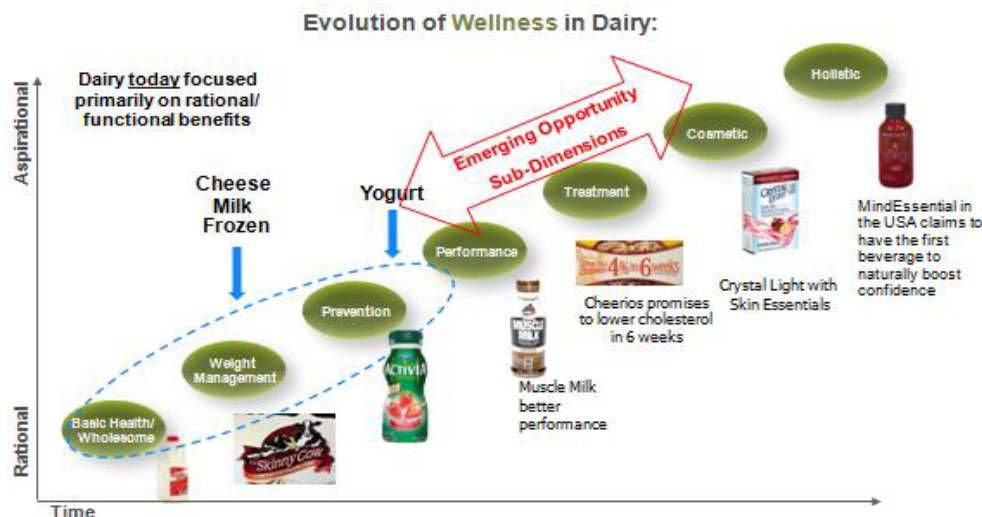 Evolution of Wellness in Dairy:
Dairy today focused
primarily on rational/
functional benefits
Aspirational
Rational
Time
Cheese
Milk
Frozen
Yogurt
Emerging Opportunity
Sub-Dimensions
Holistic
Cosmetic
Treatment
Performance
Prevention
Weight
Management
Basic Health/
Wholesome
Skinny Cow
ACTIVIA
MUSCLE
MILK
Muscle Milk
better
performance
4% in 6 weeks
Cheerios promises
to lower cholesterol
in 6 weeks
CRYSTAL
LIGHT
Crystal Light with
Skin Essentials
MindEssential in
the USA claims to
have the first
beverage to
naturally boost
confidence